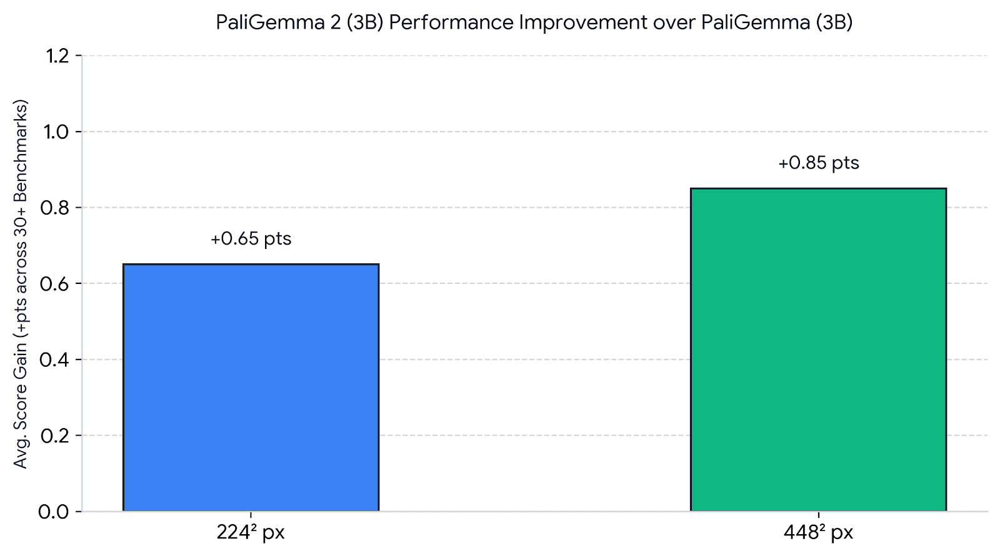 PaliGemma 2 (3B) Performance Improvement over PaliGemma (3B)
Avg. Score Gain (+pts across 30+ Benchmarks)
1.2
1.0
0.8
0.6
0.4
0.2
0.0
+0.65 pts
+0.85 pts
224² px
448² px